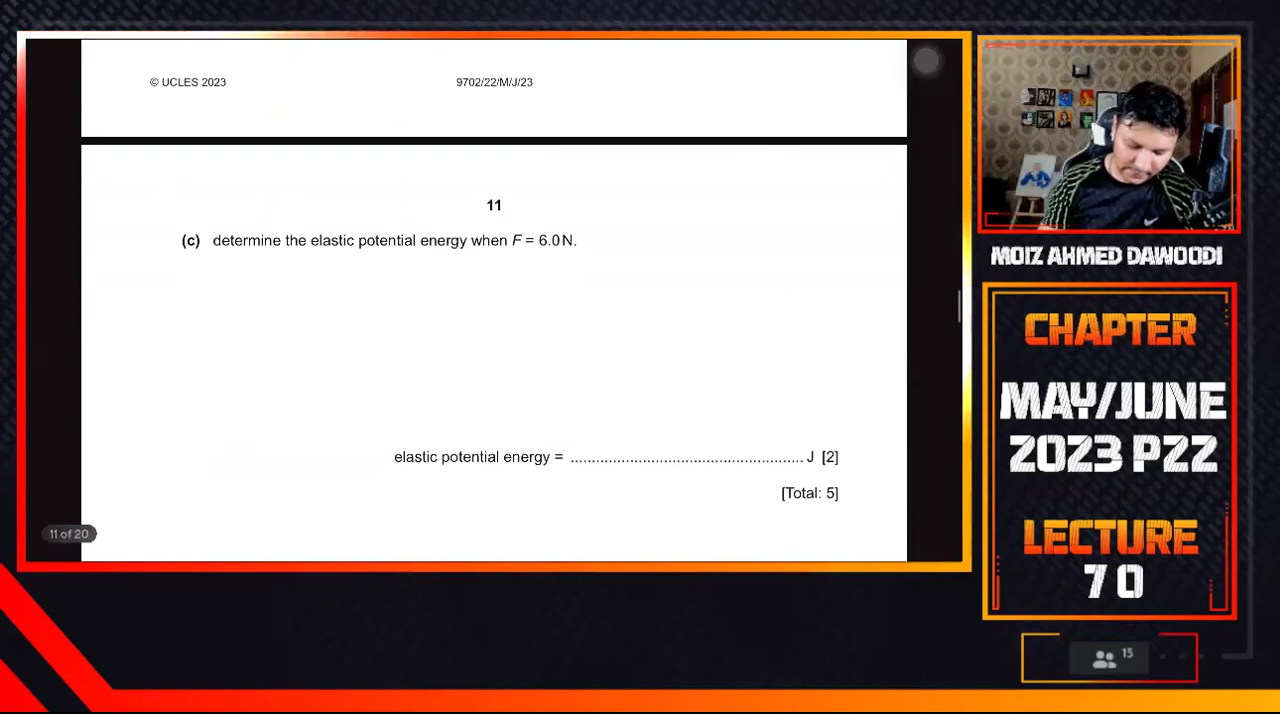 © UCLES 2023
9702/22/M/J/23
11
(c) determine the elastic potential energy when F = 6.0 N.
elastic potential energy = ...................................................... J [2]
[Total: 5]
11 of 20
MOIZ AHMED DAWOODI
CHAPTER
MAY/JUNE
2023 P22
LECTURE
70
15